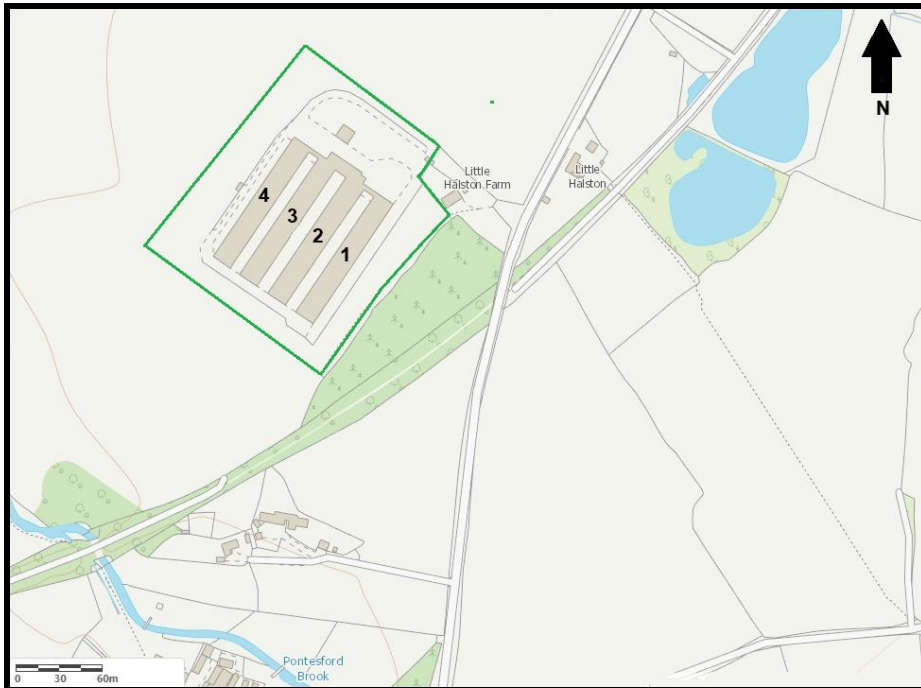 N
Little
Halston Farm
Little
Halston
4
3
2
1
Pontesford
Brook
0 30 60m